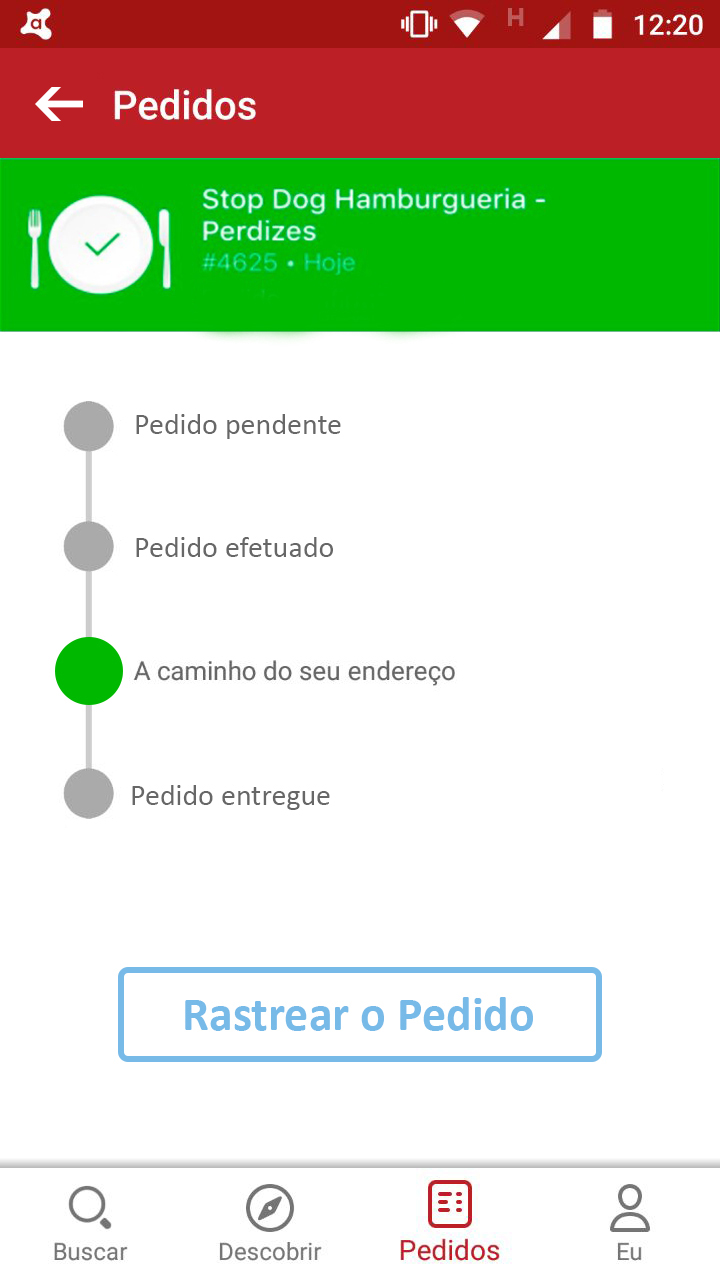 H
12:20
Pedidos
Stop Dog Hamburgueria -
Perdizes
#4625 • Hoje
Pedido pendente
Pedido efetuado
A caminho do seu endereço
Pedido entregue
Rastrear o Pedido
Buscar
Descobrir
Pedidos
Eu